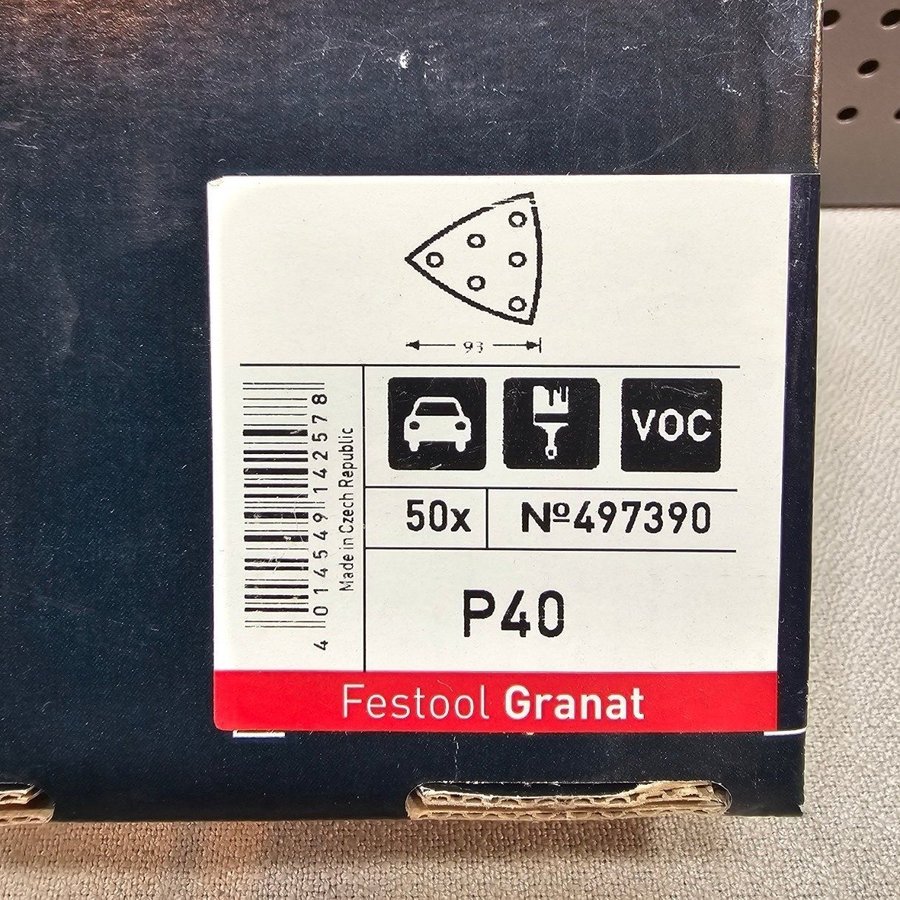 93
VOC
50x
Nº497390
P40
4 014549 142578
Made in Czech Republic
Festool Granat